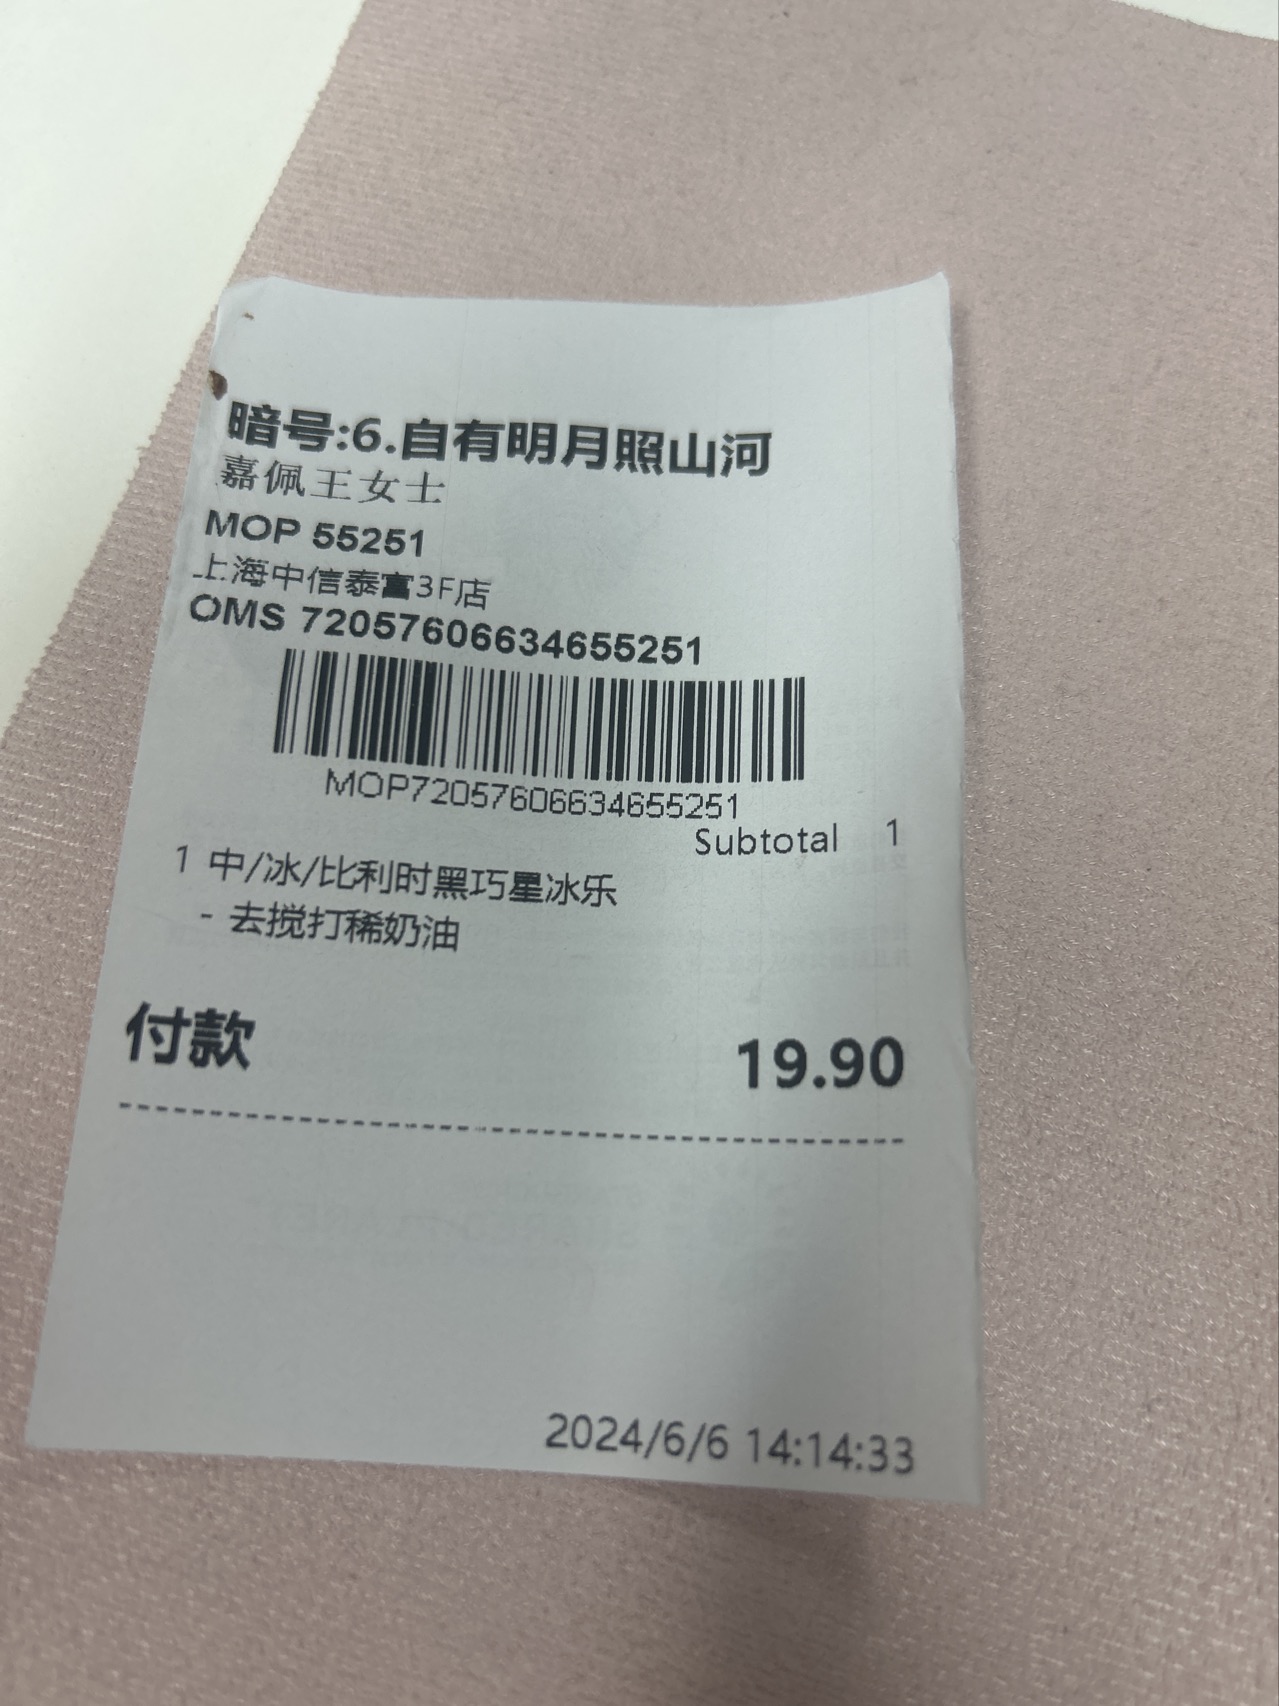 暗号:6.自有明月照山河
嘉佩王女士
MOP 55251
上海中信泰富3F店
OMS 72057606634655251
MOP72057606634655251
Subtotal 1
1 中/冰/比利时黑巧星冰乐
- 去搅打稀奶油
付款 19.90
2024/6/6 14:14:33